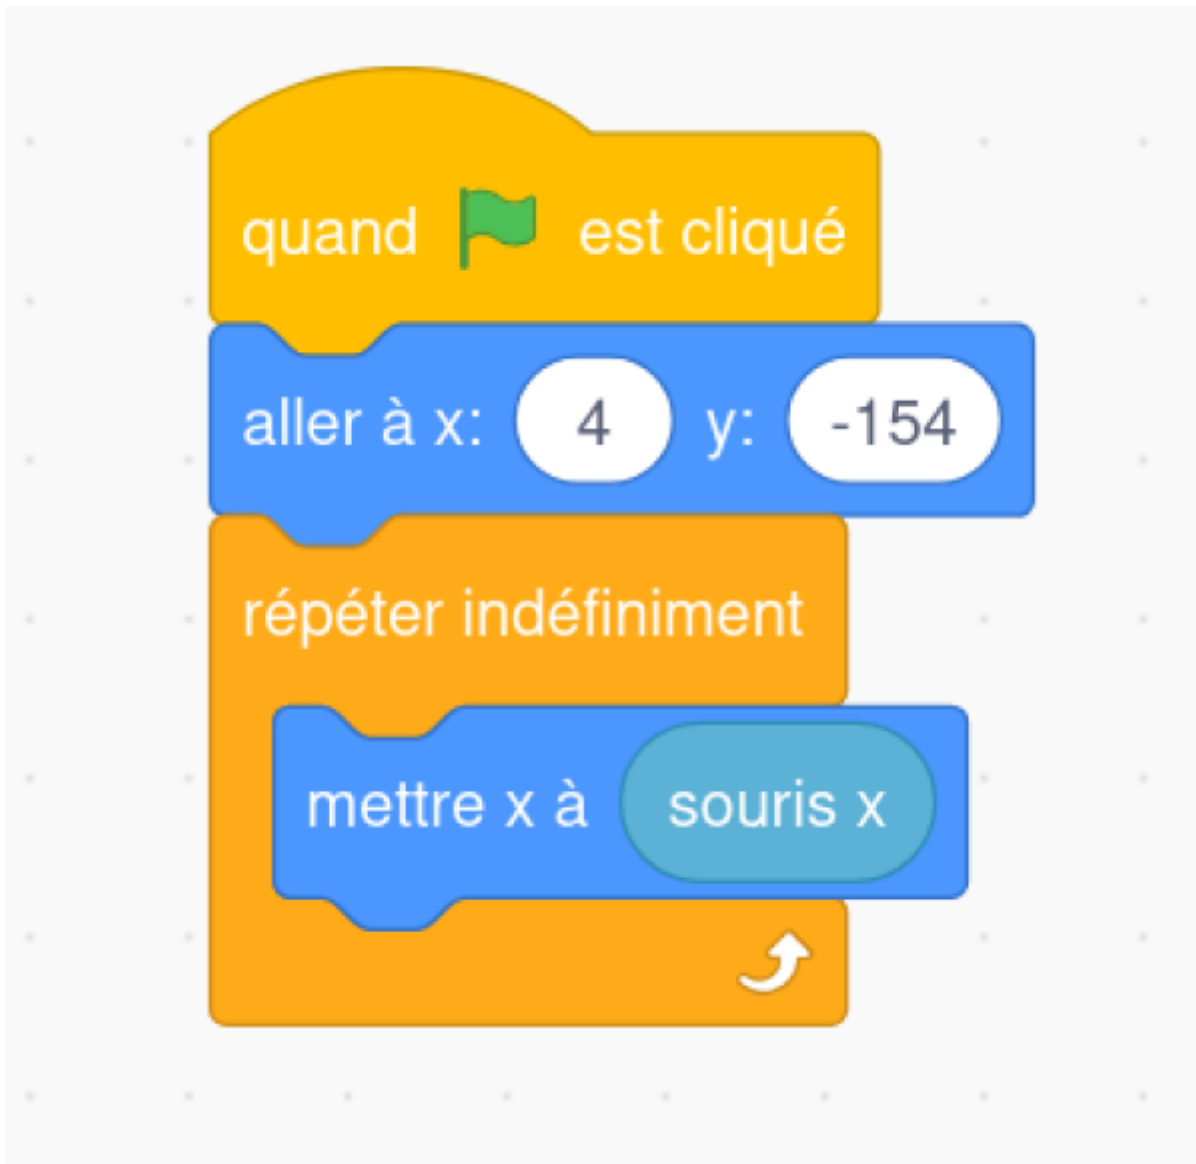 quand est cliqué
aller à x: 4 y: -154
répéter indéfiniment
mettre x à souris x